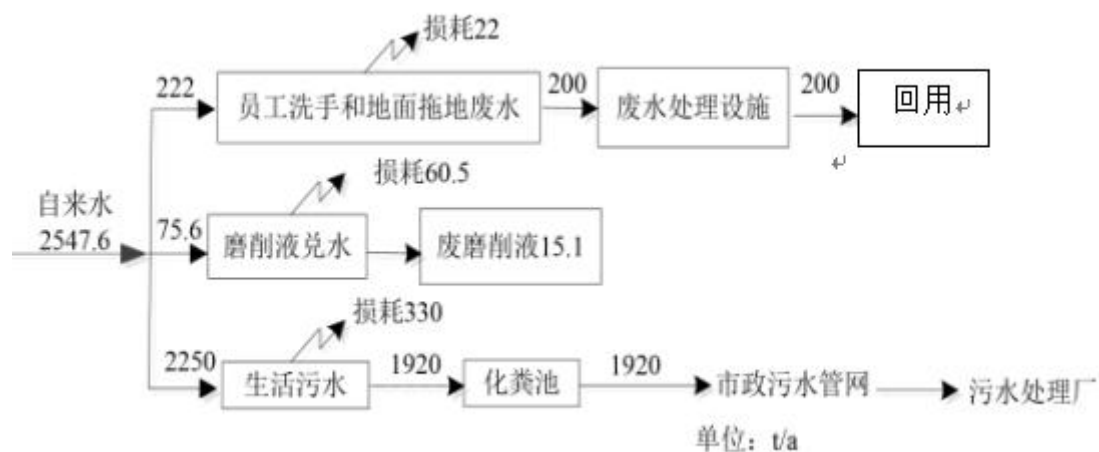 损耗22
222
员工洗手和地面拖地废水
200
废水处理设施
200
回用
损耗60.5
自来水
2547.6
75.6
磨削液兑水
废磨削液15.1
损耗330
2250
生活污水
1920
化粪池
1920
市政污水管网
污水处理厂
单位：t/a